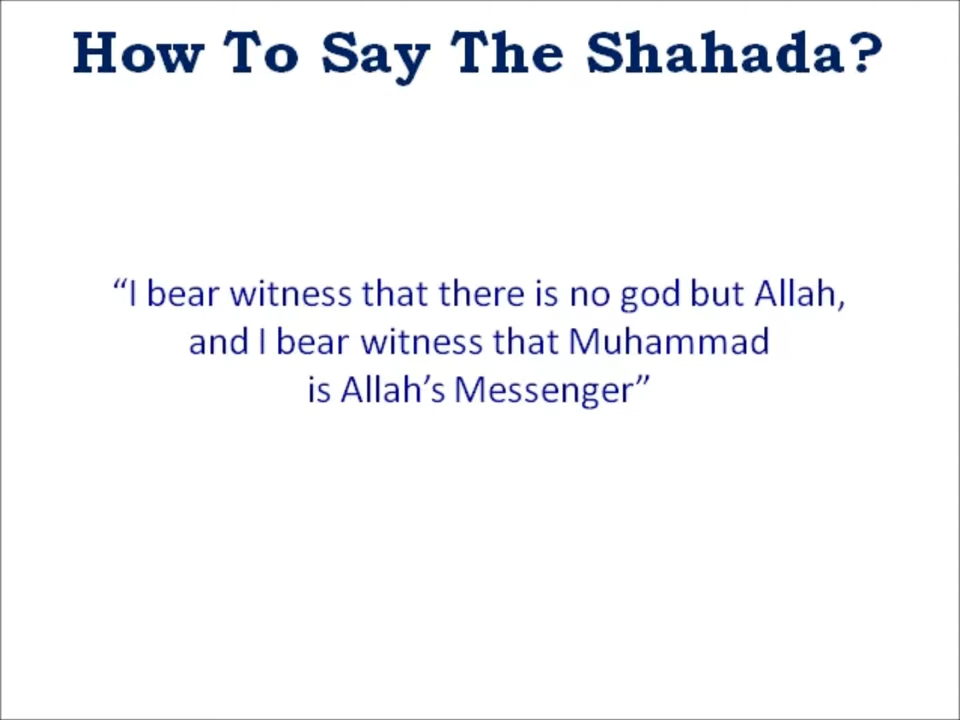 How To Say The Shahada?
“I bear witness that there is no god but Allah,
and I bear witness that Muhammad
is Allah’s Messenger”